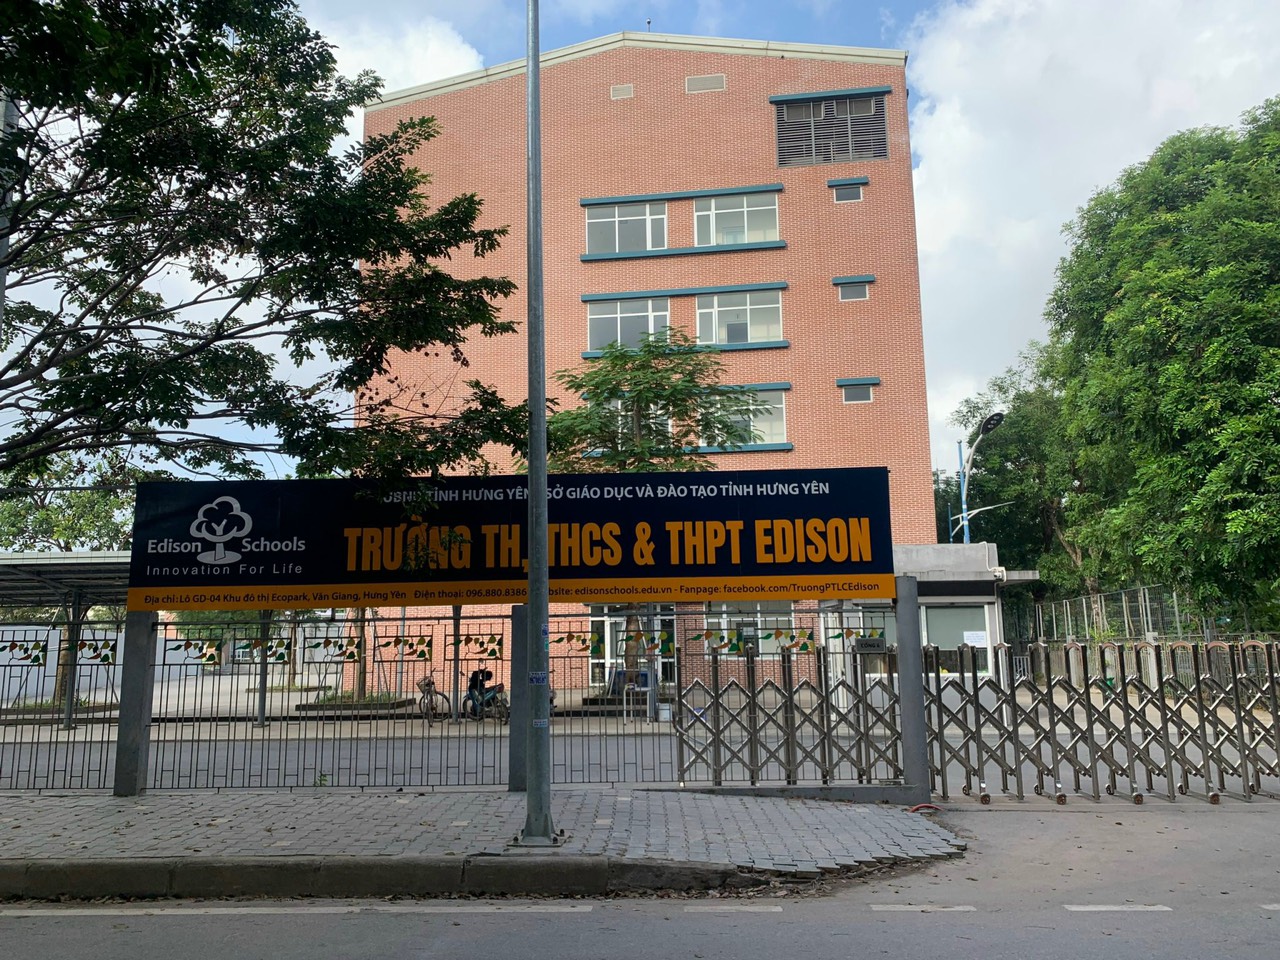 UBND TỈNH HƯNG YÊN SỞ GIÁO DỤC VÀ ĐÀO TẠO TỈNH HƯNG YÊN
Edison Schools
Innovation For Life
TRƯỜNG TH, THCS & THPT EDISON
Địa chỉ: Lô GD-04 Khu đô thị Ecopark, Văn Giang, Hưng Yên Điện thoại: 096.880.8386 site: edisonschools.edu.vn - Fanpage: facebook.com/TruongPTLCEdison